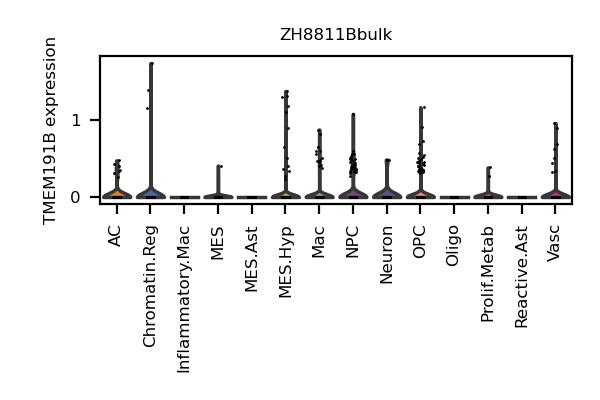 ZH8811Bbulk
TMEM191B expression
1
0
AC
Chromatin.Reg
Inflammatory.Mac
MES
MES.Ast
MES.Hyp
Mac
NPC
Neuron
OPC
Oligo
Prolif.Metab
Reactive.Ast
Vasc